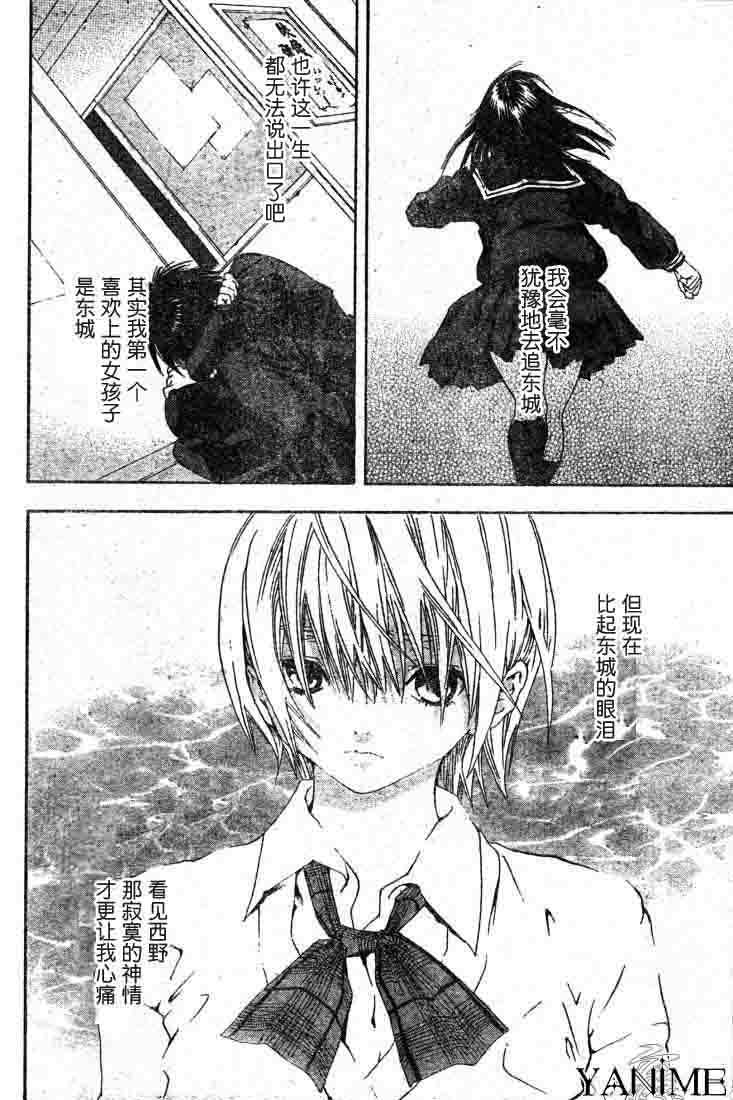 我会毫不
犹豫地去追东城
也许这一生
都无法说出口了吧
其实我第一个
喜欢上的女孩子
是东城
但现在
比起东城的眼泪
看见西野
那寂寞的神情
才更让我心痛
YANIME